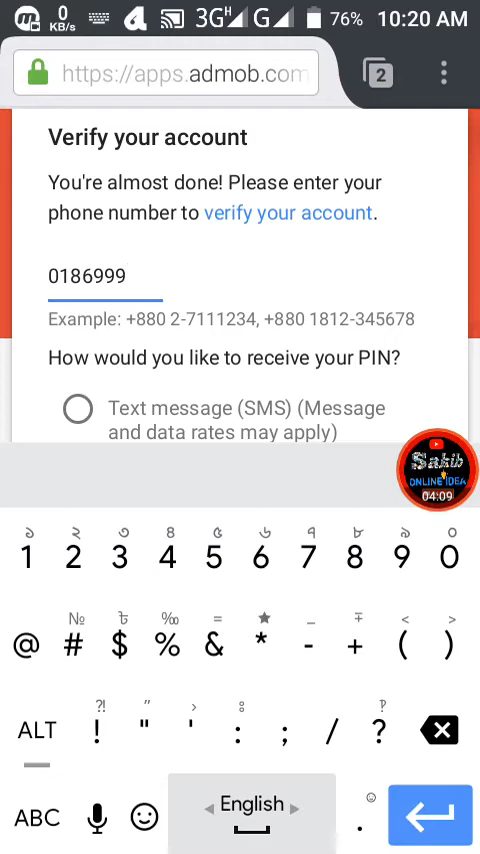 0
KB/s
3G H G 76% 10:20 AM
https://apps.admob.com
2
Verify your account
You're almost done! Please enter your
phone number to verify your account.
0186999
Example: +880 2-7111234, +880 1812-345678
How would you like to receive your PIN?
Text message (SMS) (Message
and data rates may apply)
Sakib
ONLINE IDEA
04:09
১ ২ ৩ ৪ ৫ ৬ ৭ ৮ ৯ ০
1 2 3 4 5 6 7 8 9 0
№ ৳ ‰ = ★ _ ∓ < >
@ # $ % & * - + ( )
?! ” ›
ALT ! " ' : ; / ?
ABC English .